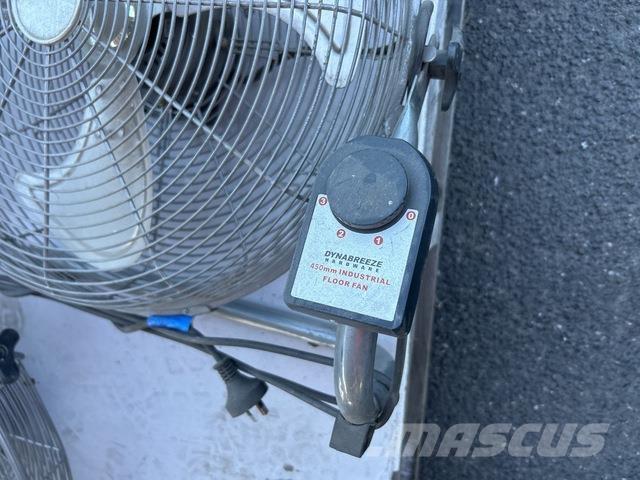 3
2
1
0
DYNABREEZE
HARDWARE
450mm INDUSTRIAL
FLOOR FAN
MASCUS